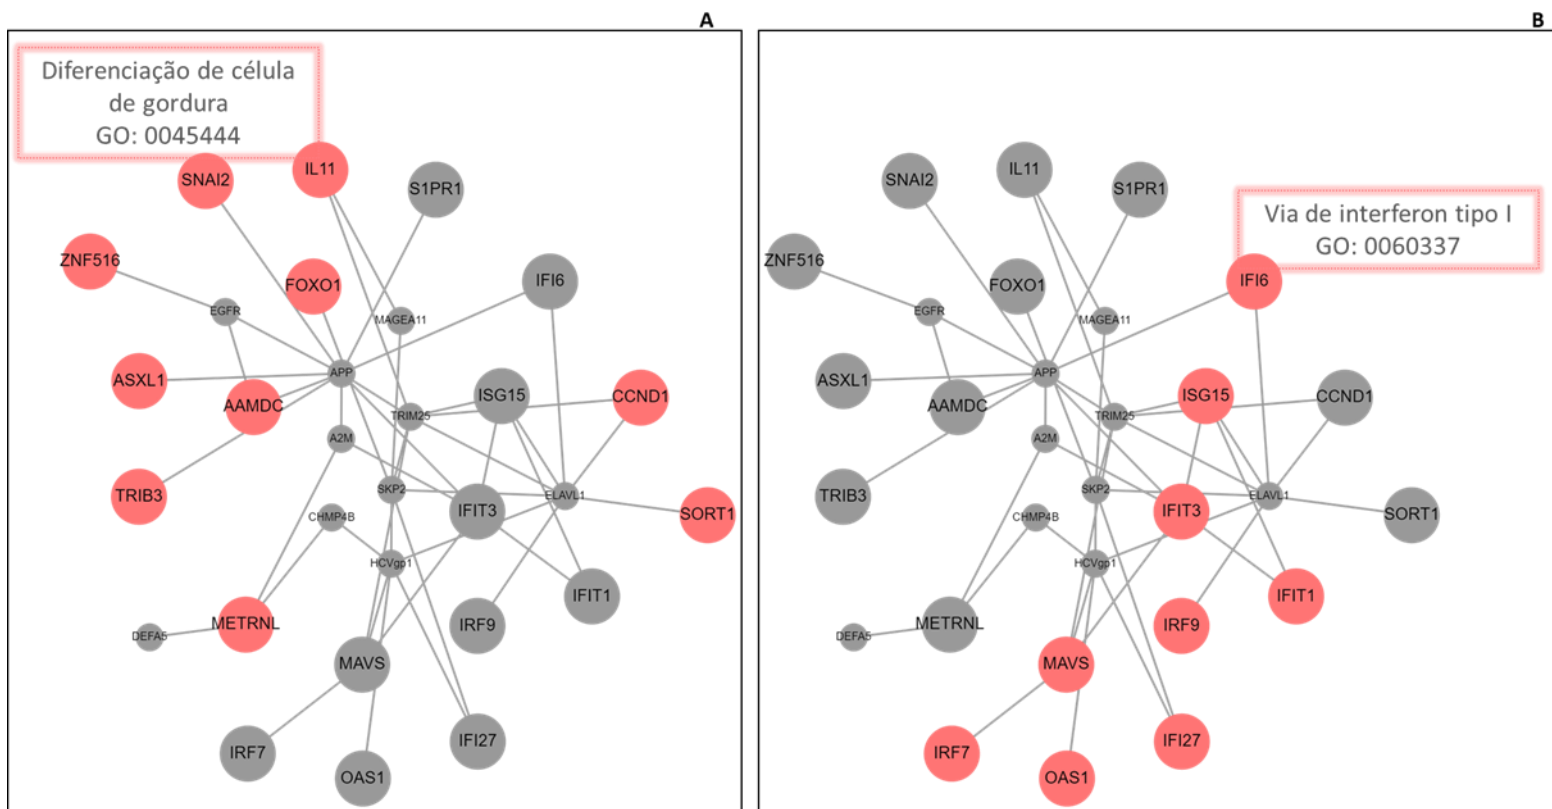 A
Diferenciação de célula
de gordura
GO: 0045444
IL11
SNAI2
S1PR1
ZNF516
FOXO1
IFI6
EGFR
MAGEA11
APP
ASXL1
AAMDC
ISG15
CCND1
TRIM25
A2M
TRIB3
SKP2
ELAVL1
IFIT3
SORT1
CHMP4B
HCVgp1
IFIT1
METRNL
IRF9
DEFA5
MAVS
IRF7
IFI27
OAS1
B
Via de interferon tipo I
GO: 0060337
IL11
SNAI2
S1PR1
ZNF516
FOXO1
IFI6
EGFR
MAGEA11
APP
ASXL1
AAMDC
ISG15
CCND1
TRIM25
A2M
TRIB3
SKP2
ELAVL1
IFIT3
SORT1
CHMP4B
HCVgp1
IFIT1
METRNL
IRF9
DEFA5
MAVS
IRF7
IFI27
OAS1